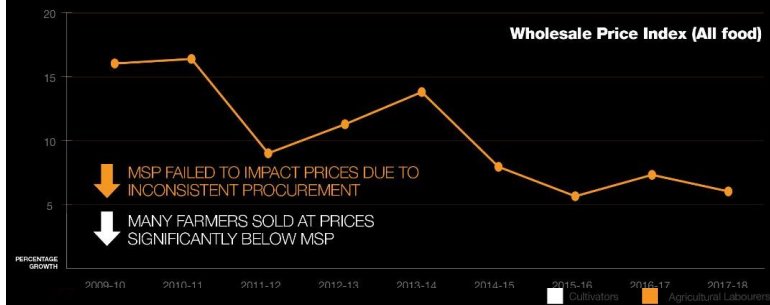 20
Wholesale Price Index (All food)
15
10
MSP FAILED TO IMPACT PRICES DUE TO
INCONSISTENT PROCUREMENT
5
MANY FARMERS SOLD AT PRICES
SIGNIFICANTLY BELOW MSP
PERCENTAGE
GROWTH
2009-10 2010-11 2011-12 2012-13 2013-14 2014-15 2015-16 2016-17 2017-18
Cultivators Agricultural Labourers